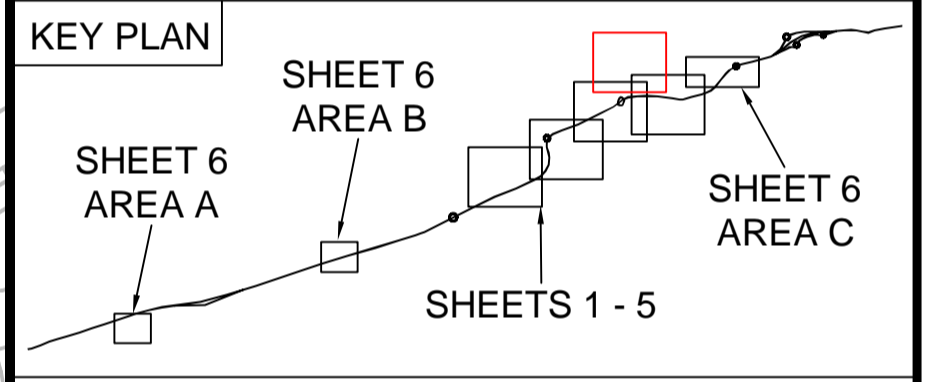 KEY PLAN
SHEET 6
AREA B
SHEET 6
AREA A
SHEET 6
AREA C
SHEETS 1 - 5